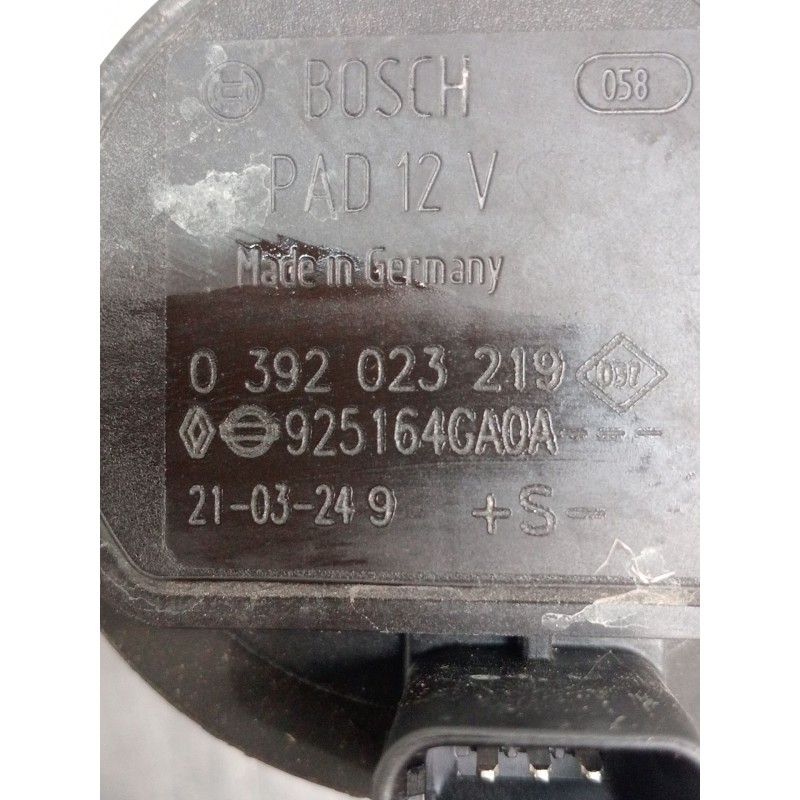 BOSCH 058
PAD 12 V
Made in Germany
0 392 023 219 037
925164GA0A---
21-03-24 9 +S-